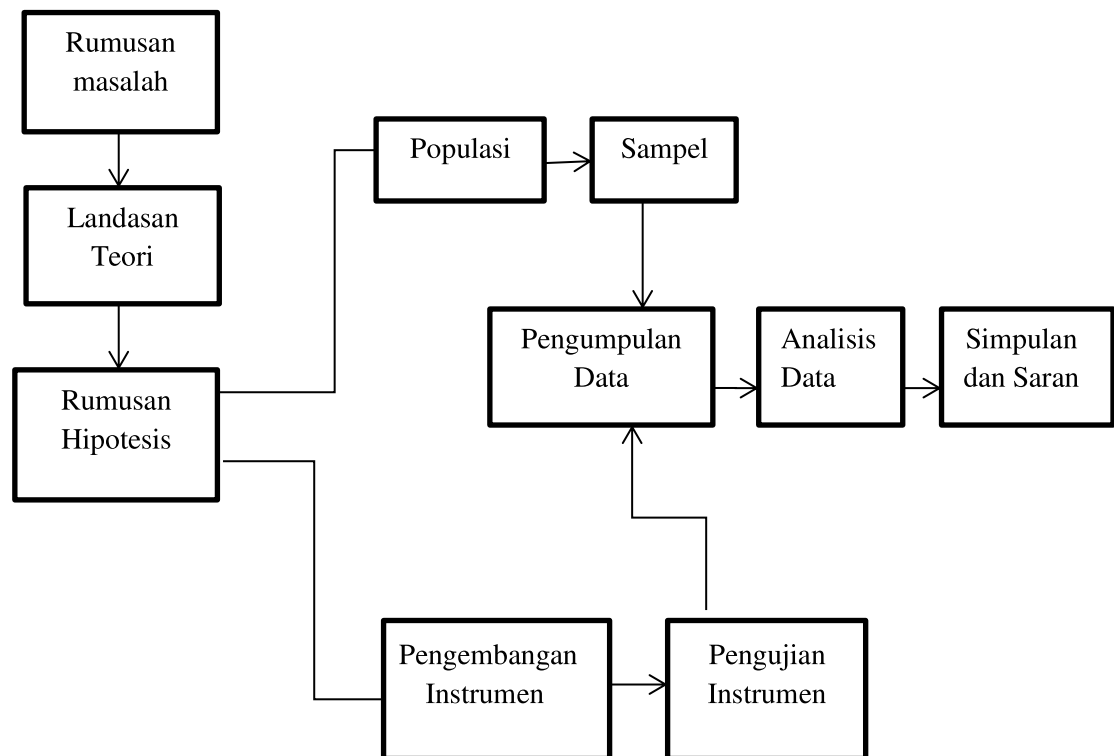 Rumusan
masalah
Landasan
Teori
Rumusan
Hipotesis
Populasi
Sampel
Pengumpulan
Data
Analisis
Data
Simpulan
dan Saran
Pengembangan
Instrumen
Pengujian
Instrumen